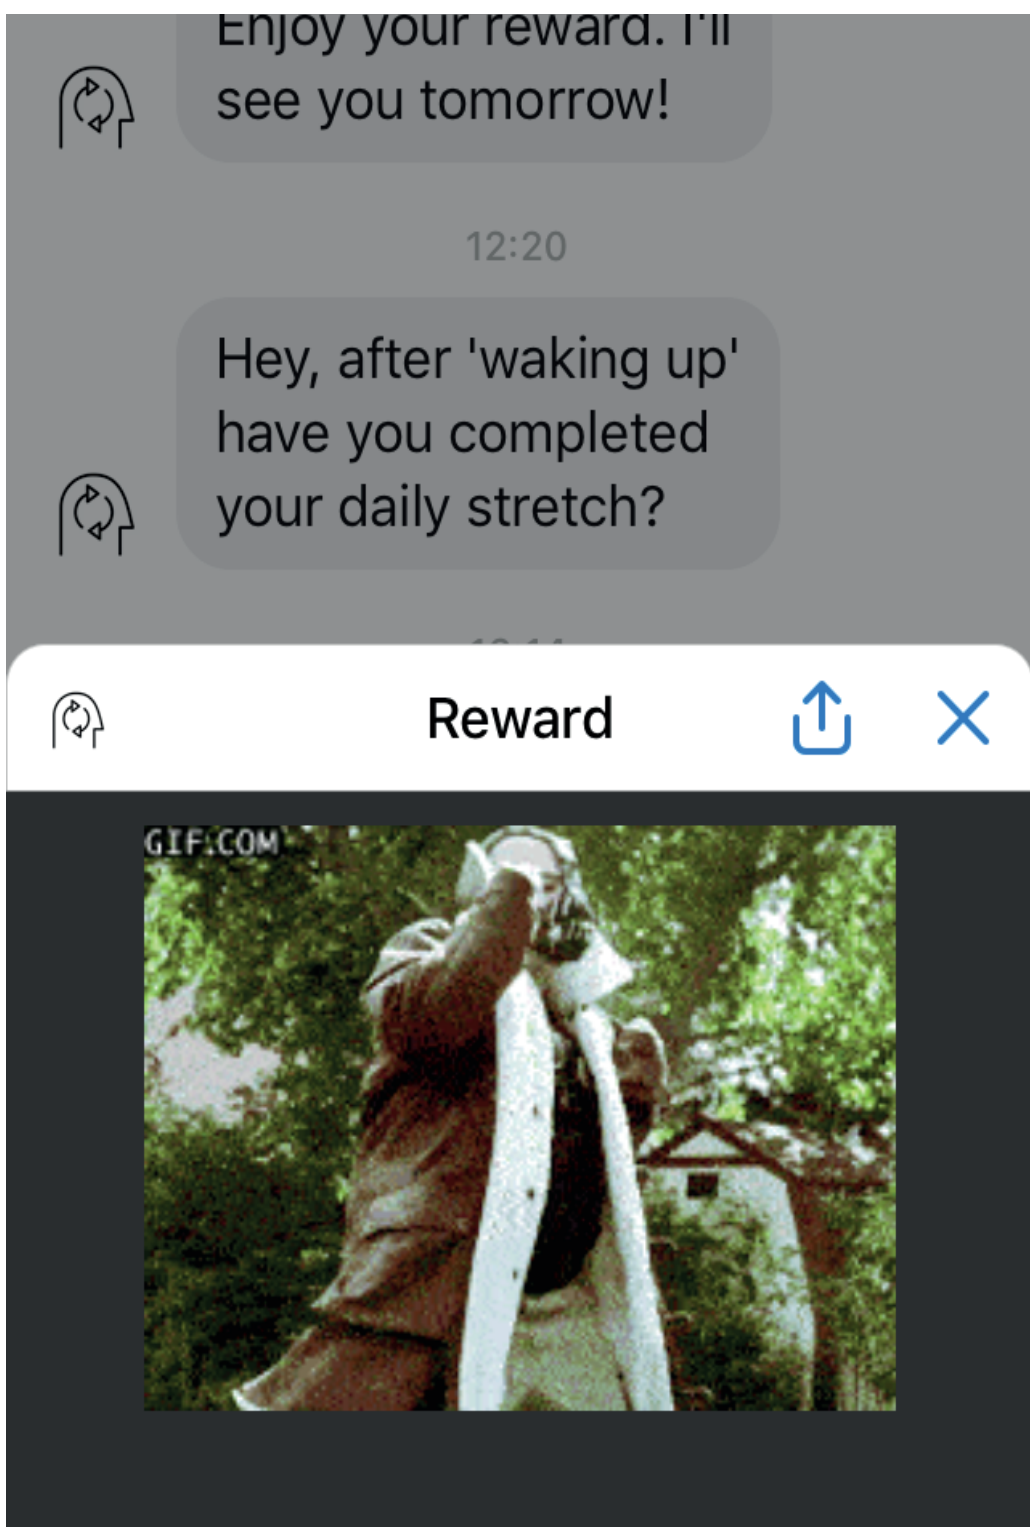 Enjoy your reward. I'll
see you tomorrow!
12:20
Hey, after 'waking up'
have you completed
your daily stretch?
Reward
GIF.COM